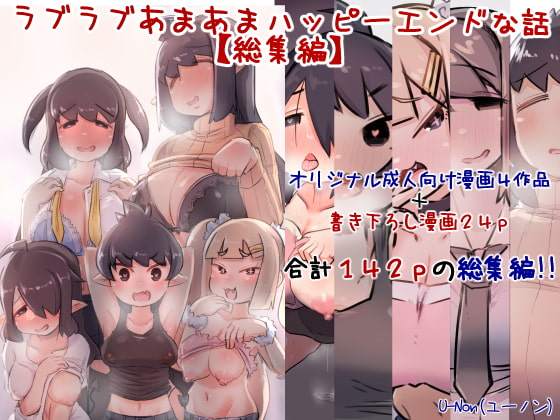 ラブラブあまあまハッピーエンドな話
【総集編】
オリジナル成人向け漫画4作品
+
書き下ろし漫画24p
合計142pの総集編!!
U-Non(ユーノン)